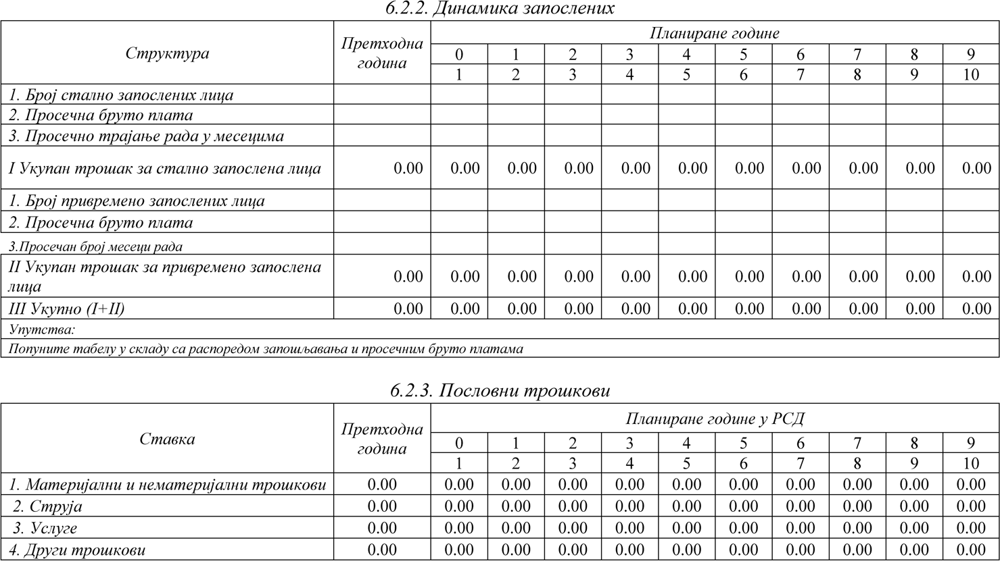 6.2.2. Динамика запослених
Структура Претходна година Планиране године
0 1 2 3 4 5 6 7 8 9
1 2 3 4 5 6 7 8 9 10
1. Број стално запослених лица
2. Просечна бруто плата
3. Просечно трајање рада у месецима
I Укупан трошак за стално запослена лица 0.00 0.00 0.00 0.00 0.00 0.00 0.00 0.00 0.00 0.00 0.00
1. Број привремено запослених лица
2. Просечна бруто плата
3.Просечан број месеци рада
II Укупан трошак за привремено запослена
лица 0.00 0.00 0.00 0.00 0.00 0.00 0.00 0.00 0.00 0.00 0.00
III Укупно (I+II) 0.00 0.00 0.00 0.00 0.00 0.00 0.00 0.00 0.00 0.00 0.00
Упутства:
Попуните табелу у складу са распоредом запошљавања и просечним бруто платама
6.2.3. Пословни трошкови
Ставка Претходна година Планиране године у РСД
0 1 2 3 4 5 6 7 8 9
1 2 3 4 5 6 7 8 9 10
1. Материјални и нематеријални трошкови 0.00 0.00 0.00 0.00 0.00 0.00 0.00 0.00 0.00 0.00 0.00
2. Струја 0.00 0.00 0.00 0.00 0.00 0.00 0.00 0.00 0.00 0.00 0.00
3. Услуге 0.00 0.00 0.00 0.00 0.00 0.00 0.00 0.00 0.00 0.00 0.00
4. Други трошкови 0.00 0.00 0.00 0.00 0.00 0.00 0.00 0.00 0.00 0.00 0.00